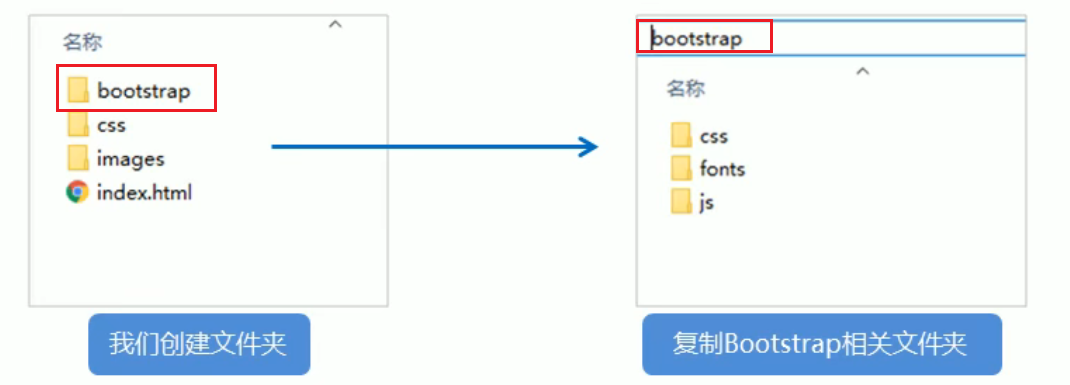 名称
bootstrap
css
images
index.html
我们创建文件夹
bootstrap
名称
css
fonts
js
复制Bootstrap相关文件夹